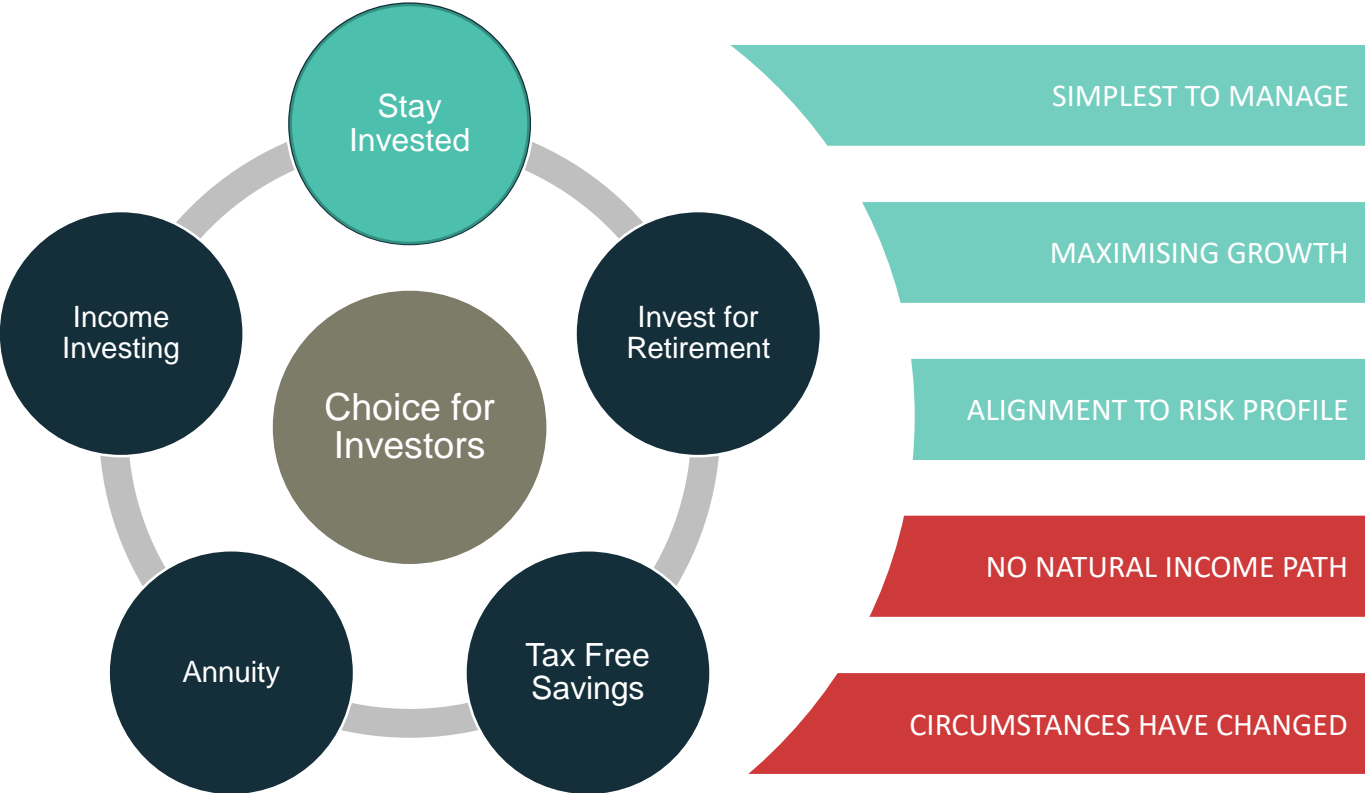 Stay
Invested
Invest for
Retirement
Tax Free
Savings
Annuity
Income
Investing
Choice for
Investors
SIMPLEST TO MANAGE
MAXIMISING GROWTH
ALIGNMENT TO RISK PROFILE
NO NATURAL INCOME PATH
CIRCUMSTANCES HAVE CHANGED